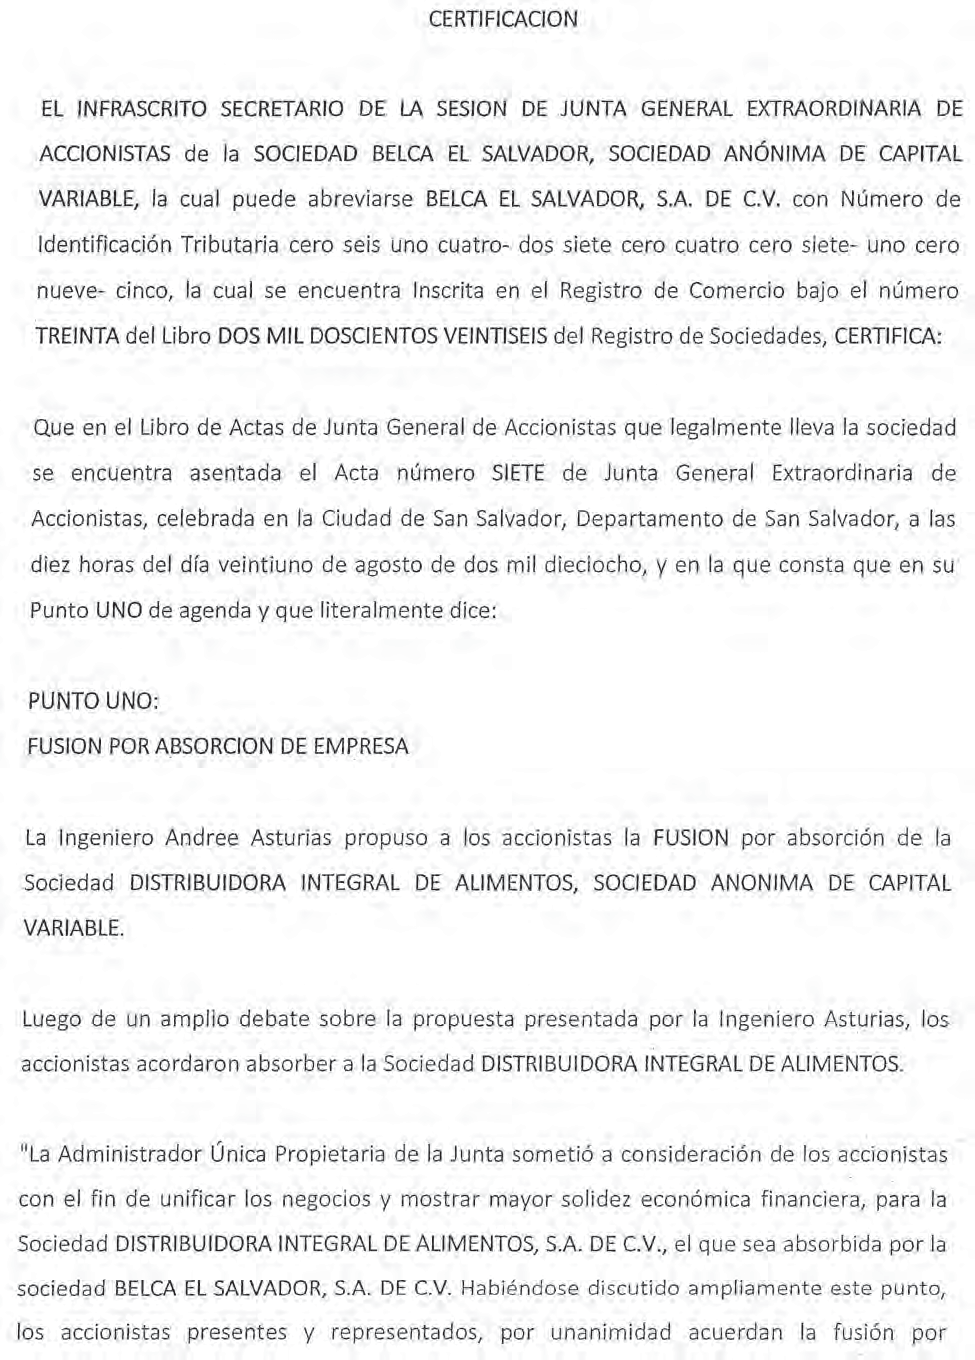 CERTIFICACION
EL INFRASCRITO SECRETARIO DE LA SESION DE JUNTA GENERAL EXTRAORDINARIA DE
ACCIONISTAS de la SOCIEDAD BELCA EL SALVADOR, SOCIEDAD ANÓNIMA DE CAPITAL
VARIABLE, la cual puede abreviarse BELCA EL SALVADOR, S.A. DE C.V. con Número de
Identificación Tributaria cero seis uno cuatro- dos siete cero cuatro cero siete- uno cero
nueve- cinco, la cual se encuentra Inscrita en el Registro de Comercio bajo el número
TREINTA del Libro DOS MIL DOSCIENTOS VEINTISEIS del Registro de Sociedades, CERTIFICA:
Que en el Libro de Actas de Junta General de Accionistas que legalmente lleva la sociedad
se encuentra asentada el Acta número SIETE de Junta General Extraordinaria de
Accionistas, celebrada en la Ciudad de San Salvador, Departamento de San Salvador, a las
diez horas del día veintiuno de agosto de dos mil dieciocho, y en la que consta que en su
Punto UNO de agenda y que literalmente dice:
PUNTO UNO:
FUSION POR ABSORCION DE EMPRESA
La Ingeniero Andree Asturias propuso a los accionistas la FUSION por absorción de la
Sociedad DISTRIBUIDORA INTEGRAL DE ALIMENTOS, SOCIEDAD ANONIMA DE CAPITAL
VARIABLE.
Luego de un amplio debate sobre la propuesta presentada por la Ingeniero Asturias, los
accionistas acordaron absorber a la Sociedad DISTRIBUIDORA INTEGRAL DE ALIMENTOS.
"La Administrador Única Propietaria de la Junta sometió a consideración de los accionistas
con el fin de unificar los negocios y mostrar mayor solidez económica financiera, para la
Sociedad DISTRIBUIDORA INTEGRAL DE ALIMENTOS, S.A. DE C.V., el que sea absorbida por la
sociedad BELCA EL SALVADOR, S.A. DE C.V. Habiéndose discutido ampliamente este punto,
los accionistas presentes y representados, por unanimidad acuerdan la fusión por